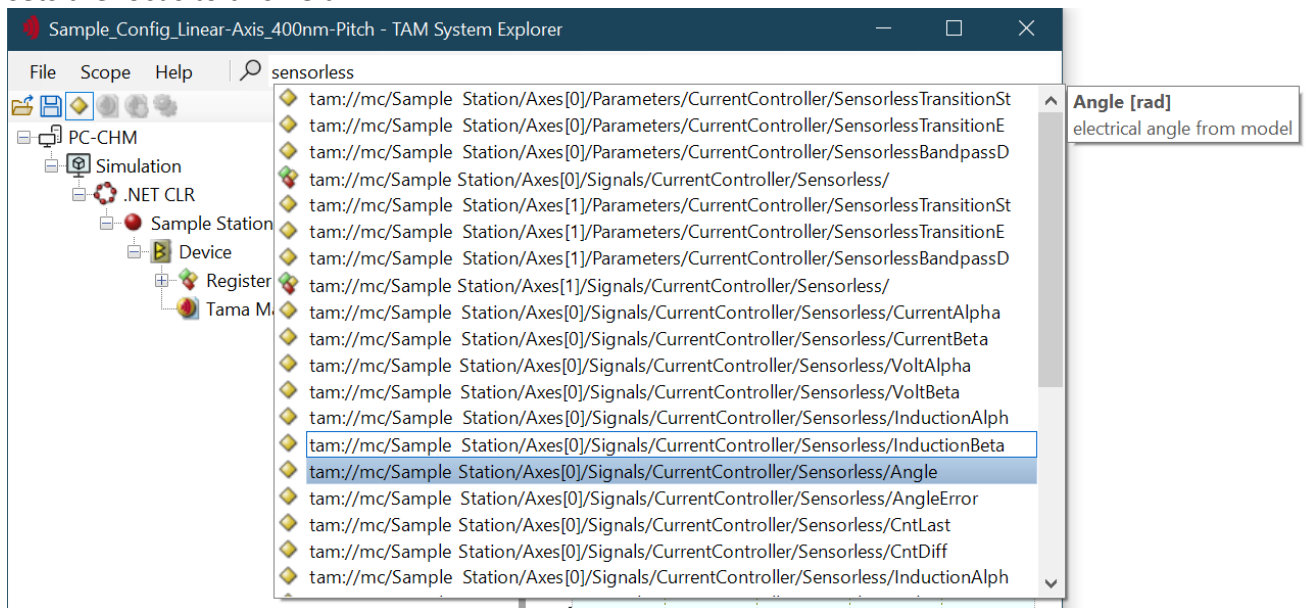 Sample_Config_Linear-Axis_400nm-Pitch - TAM System Explorer
File Scope Help sensorless
PC-CHM
Simulation
.NET CLR
Sample Station
Device
Register
Tama M
tam://mc/Sample Station/Axes[0]/Parameters/CurrentController/SensorlessTransitionSt
tam://mc/Sample Station/Axes[0]/Parameters/CurrentController/SensorlessTransitionE
tam://mc/Sample Station/Axes[0]/Parameters/CurrentController/SensorlessBandpassD
tam://mc/Sample Station/Axes[0]/Signals/CurrentController/Sensorless/
tam://mc/Sample Station/Axes[1]/Parameters/CurrentController/SensorlessTransitionSt
tam://mc/Sample Station/Axes[1]/Parameters/CurrentController/SensorlessTransitionE
tam://mc/Sample Station/Axes[1]/Parameters/CurrentController/SensorlessBandpassD
tam://mc/Sample Station/Axes[1]/Signals/CurrentController/Sensorless/
tam://mc/Sample Station/Axes[0]/Signals/CurrentController/Sensorless/CurrentAlpha
tam://mc/Sample Station/Axes[0]/Signals/CurrentController/Sensorless/CurrentBeta
tam://mc/Sample Station/Axes[0]/Signals/CurrentController/Sensorless/VoltAlpha
tam://mc/Sample Station/Axes[0]/Signals/CurrentController/Sensorless/VoltBeta
tam://mc/Sample Station/Axes[0]/Signals/CurrentController/Sensorless/InductionAlph
tam://mc/Sample Station/Axes[0]/Signals/CurrentController/Sensorless/InductionBeta
tam://mc/Sample Station/Axes[0]/Signals/CurrentController/Sensorless/Angle
tam://mc/Sample Station/Axes[0]/Signals/CurrentController/Sensorless/AngleError
tam://mc/Sample Station/Axes[0]/Signals/CurrentController/Sensorless/CntLast
tam://mc/Sample Station/Axes[0]/Signals/CurrentController/Sensorless/CntDiff
tam://mc/Sample Station/Axes[0]/Signals/CurrentController/Sensorless/InductionAlph
Angle [rad]
electrical angle from model